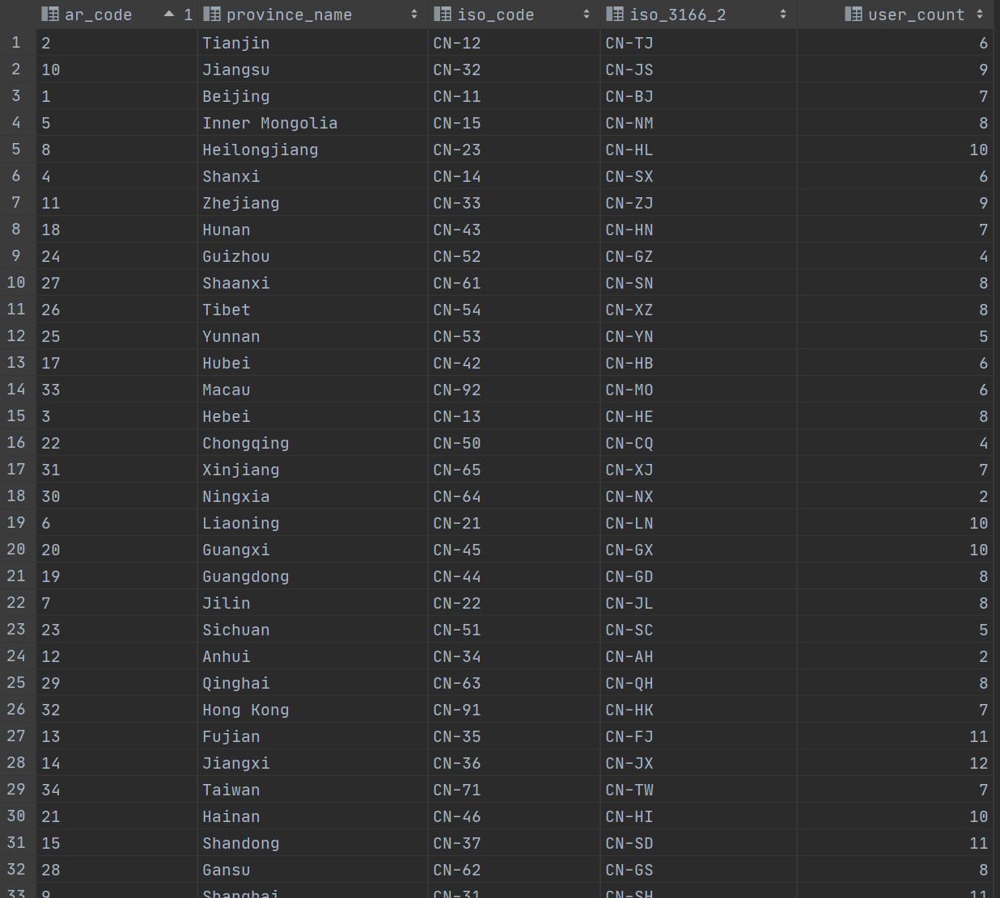 ar_code 1 province_name iso_code iso_3166_2 user_count
1 2 Tianjin CN-12 CN-TJ 6
2 10 Jiangsu CN-32 CN-JS 9
3 1 Beijing CN-11 CN-BJ 7
4 5 Inner Mongolia CN-15 CN-NM 8
5 8 Heilongjiang CN-23 CN-HL 10
6 4 Shanxi CN-14 CN-SX 6
7 11 Zhejiang CN-33 CN-ZJ 9
8 18 Hunan CN-43 CN-HN 7
9 24 Guizhou CN-52 CN-GZ 4
10 27 Shaanxi CN-61 CN-SN 8
11 26 Tibet CN-54 CN-XZ 8
12 25 Yunnan CN-53 CN-YN 5
13 17 Hubei CN-42 CN-HB 6
14 33 Macau CN-92 CN-MO 6
15 3 Hebei CN-13 CN-HE 8
16 22 Chongqing CN-50 CN-CQ 4
17 31 Xinjiang CN-65 CN-XJ 7
18 30 Ningxia CN-64 CN-NX 2
19 6 Liaoning CN-21 CN-LN 10
20 20 Guangxi CN-45 CN-GX 10
21 19 Guangdong CN-44 CN-GD 8
22 7 Jilin CN-22 CN-JL 8
23 23 Sichuan CN-51 CN-SC 5
24 12 Anhui CN-34 CN-AH 2
25 29 Qinghai CN-63 CN-QH 8
26 32 Hong Kong CN-91 CN-HK 7
27 13 Fujian CN-35 CN-FJ 11
28 14 Jiangxi CN-36 CN-JX 12
29 34 Taiwan CN-71 CN-TW 7
30 21 Hainan CN-46 CN-HI 10
31 15 Shandong CN-37 CN-SD 11
32 28 Gansu CN-62 CN-GS 8
33 9 Shanghai CN-31 CN-SH 11